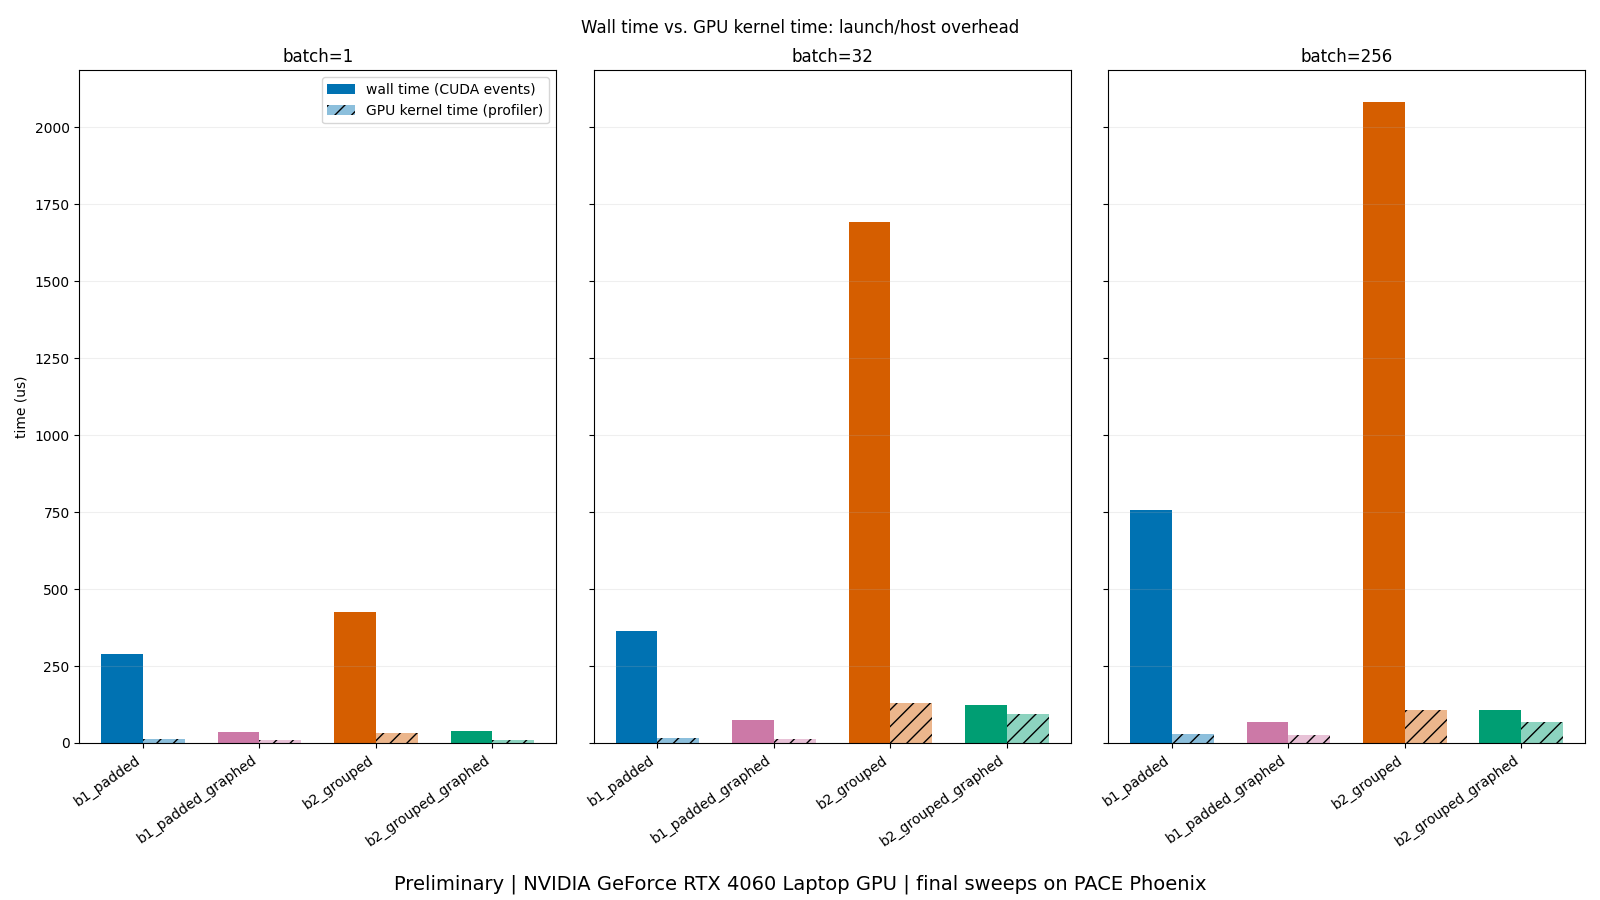 Wall time vs. GPU kernel time: launch/host overhead
batch=1
batch=32
batch=256
wall time (CUDA events)
GPU kernel time (profiler)
time (us)
2000
1750
1500
1250
1000
750
500
250
0
b1_padded
b1_padded_graphed
b2_grouped
b2_grouped_graphed
b1_padded
b1_padded_graphed
b2_grouped
b2_grouped_graphed
b1_padded
b1_padded_graphed
b2_grouped
b2_grouped_graphed
Preliminary | NVIDIA GeForce RTX 4060 Laptop GPU | final sweeps on PACE Phoenix